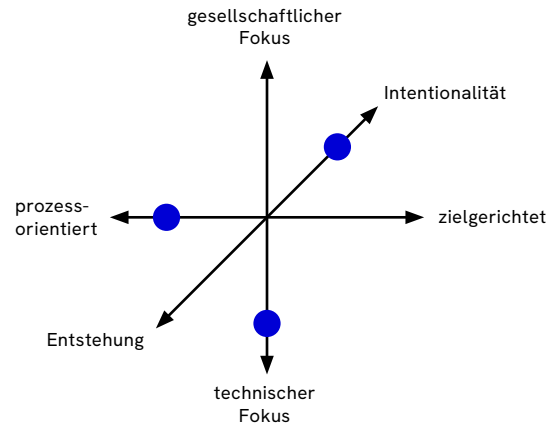 gesellschaftlicher
Fokus
Intentionalität
prozess-
orientiert
zielgerichtet
Entstehung
technischer
Fokus